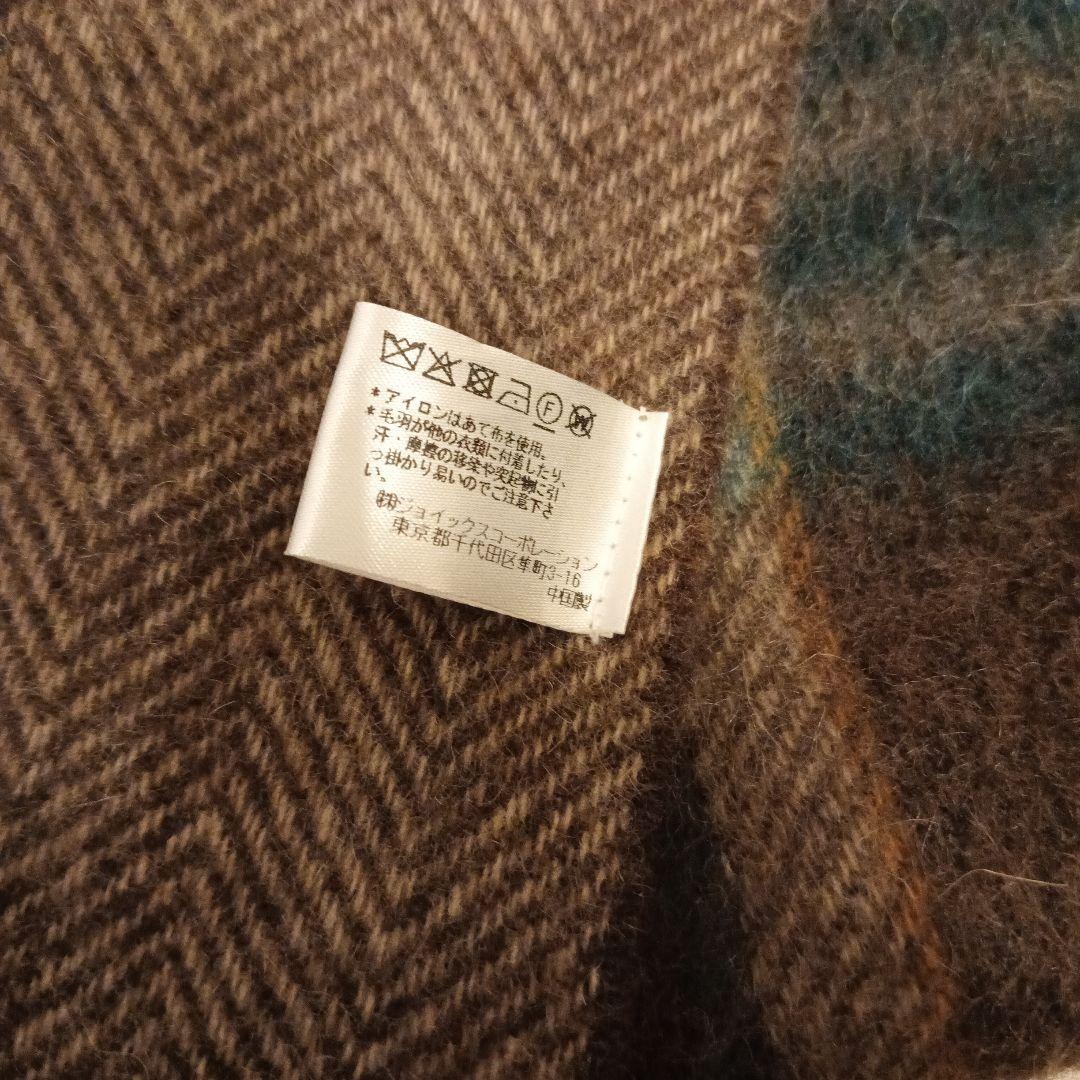 F W
*アイロンはあて布を使用。
*毛羽が他の衣類に付着したり、
汗・摩擦の移染や突起物に引
っ掛かり易いのでご注意下さ
い。
㈱ジョイックスコーポレーション
東京都千代田区隼町3-16
中国製